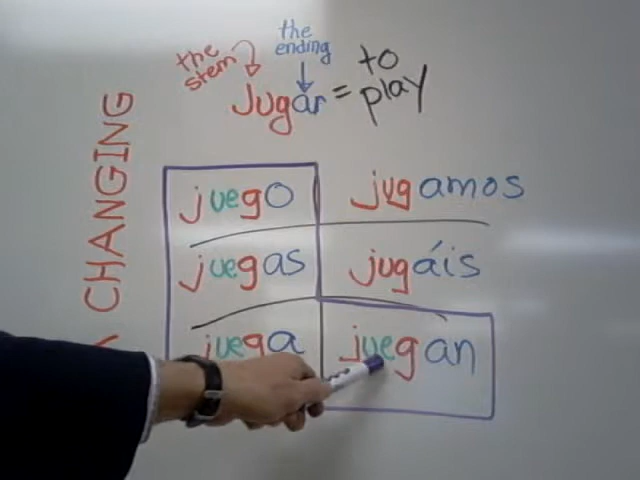 the stem
the ending
Jugar = to play
CHANGING
juego jugamos
juegas jugáis
juega juegan